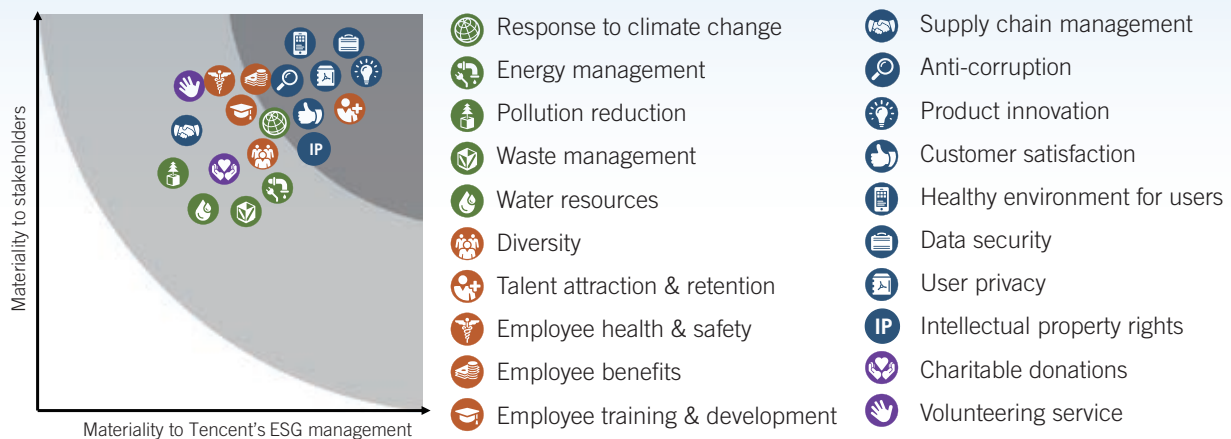 Materiality to stakeholders
IP
Materiality to Tencent's ESG management
Response to climate change
Energy management
Pollution reduction
Waste management
Water resources
Diversity
Talent attraction & retention
Employee health & safety
Employee benefits
Employee training & development
Supply chain management
Anti-corruption
Product innovation
Customer satisfaction
Healthy environment for users
Data security
User privacy
IP Intellectual property rights
Charitable donations
Volunteering service